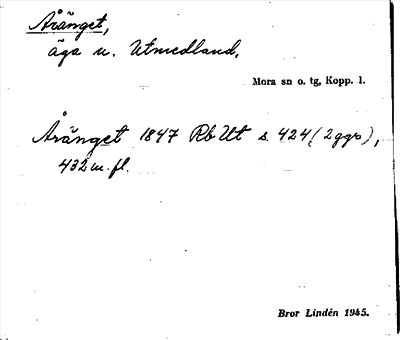 Åränget,
äga u. Utmedland.
Mora sn o. tg, Kopp. l.
Åränget 1847 Rb Ut s. 424 (2 ggr),
432 m. fl.
Bror Lindén 1945.